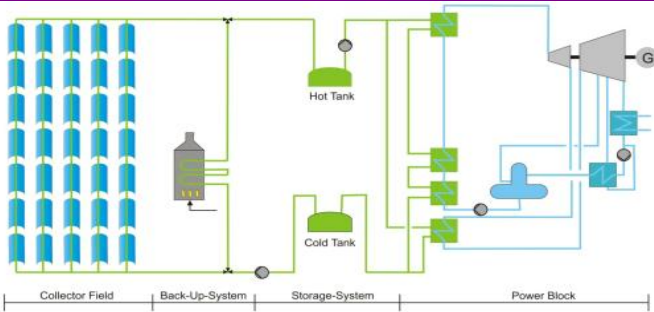 G
Hot Tank
Cold Tank
Collector Field
Back-Up-System
Storage-System
Power Block